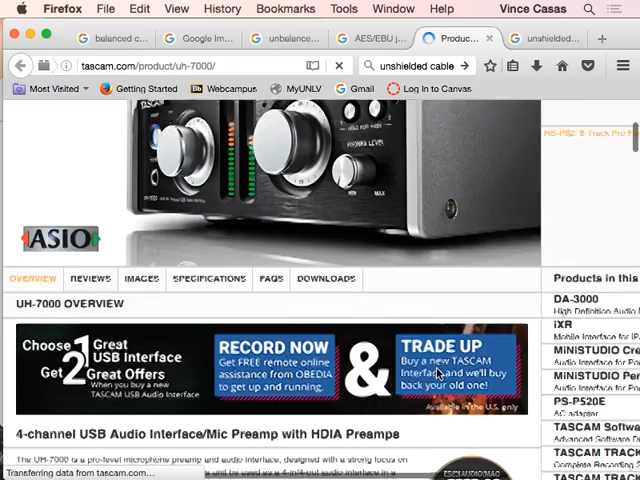 Firefox File Edit View History Bookmarks Tools Window Help Vince Casas
balanced c... Google Im... unbalance... AES/EBU j... Produc... unshielded...
tascam.com/product/uh-7000/ unshielded cable
Most Visited Getting Started Webcampus MyUNLV Gmail Log In to Canvas
TASCAM
PHONES LEVEL
MIN MAX
ASIO
OVERVIEW REVIEWS IMAGES SPECIFICATIONS FAQS DOWNLOADS
Products in this
UH-7000 OVERVIEW
DA-3000
High Definition Audio
iXR
Mobile Interface for iP
MiNiSTUDIO Cre
Audio Interface for
MiNiSTUDIO Per
Audio Interface for
PS-P520E
AC adapter
TASCAM Softwa
Advanced Software
TASCAM TRACK
Complete Recording
TASCAM TRACK
Choose 1 Great
USB Interface
Get 2 Great Offers
When you buy a new
TASCAM USB Audio Interface
RECORD NOW
Get FREE remote online
assistance from OBEDIA
to get up and running.
&
TRADE UP
Buy a new TASCAM
Interface and we'll buy
back your old one!
Available in the U.S. only
4-channel USB Audio Interface/Mic Preamp with HDIA Preamps
The UH-7000 is a pro-level microphone preamp and audio interface, designed with a strong focus on
Transferring data from tascam.com...